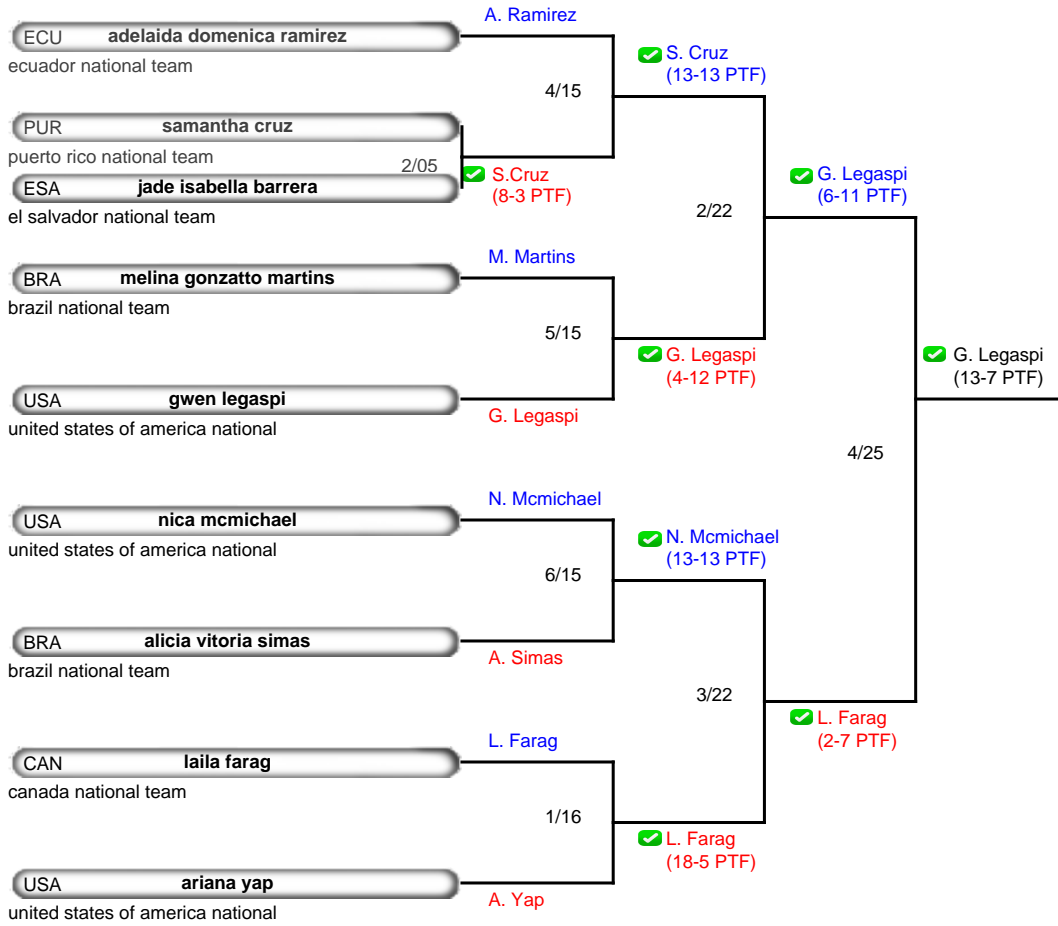 A. Ramirez
ECU adelaida domenica ramirez
ecuador national team
4/15
S. Cruz
(13-13 PTF)
PUR samantha cruz
puerto rico national team
2/05
S.Cruz
(8-3 PTF)
ESA jade isabella barrera
el salvador national team
2/22
G. Legaspi
(6-11 PTF)
M. Martins
BRA melina gonzatto martins
brazil national team
5/15
G. Legaspi
(4-12 PTF)
USA gwen legaspi
G. Legaspi
united states of america national
4/25
G. Legaspi
(13-7 PTF)
N. Mcmichael
USA nica mcmichael
united states of america national
6/15
N. Mcmichael
(13-13 PTF)
BRA alicia vitoria simas
A. Simas
brazil national team
3/22
L. Farag
(2-7 PTF)
L. Farag
CAN laila farag
canada national team
1/16
L. Farag
(18-5 PTF)
USA ariana yap
A. Yap
united states of america national